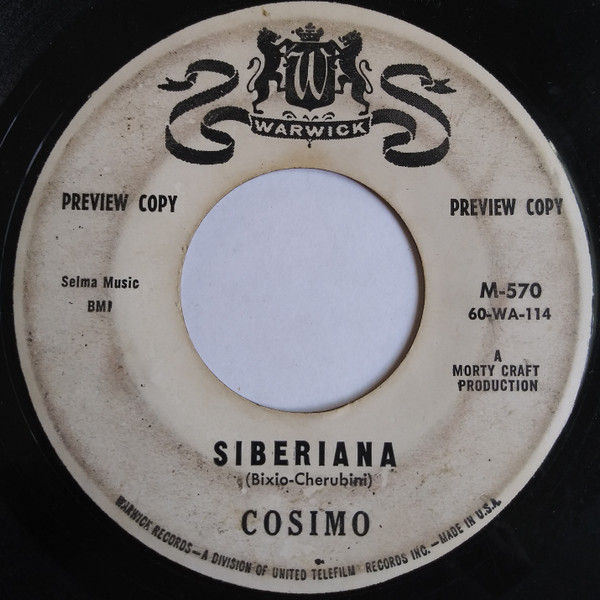 W
WARWICK
PREVIEW COPY
PREVIEW COPY
Selma Music
BMI
M-570
60-WA-114
A
MORTY CRAFT
PRODUCTION
SIBERIANA
(Bixio-Cherubini)
COSIMO
WARWICK RECORDS—A DIVISION OF UNITED TELEFILM RECORDS INC.—MADE IN U.S.A.